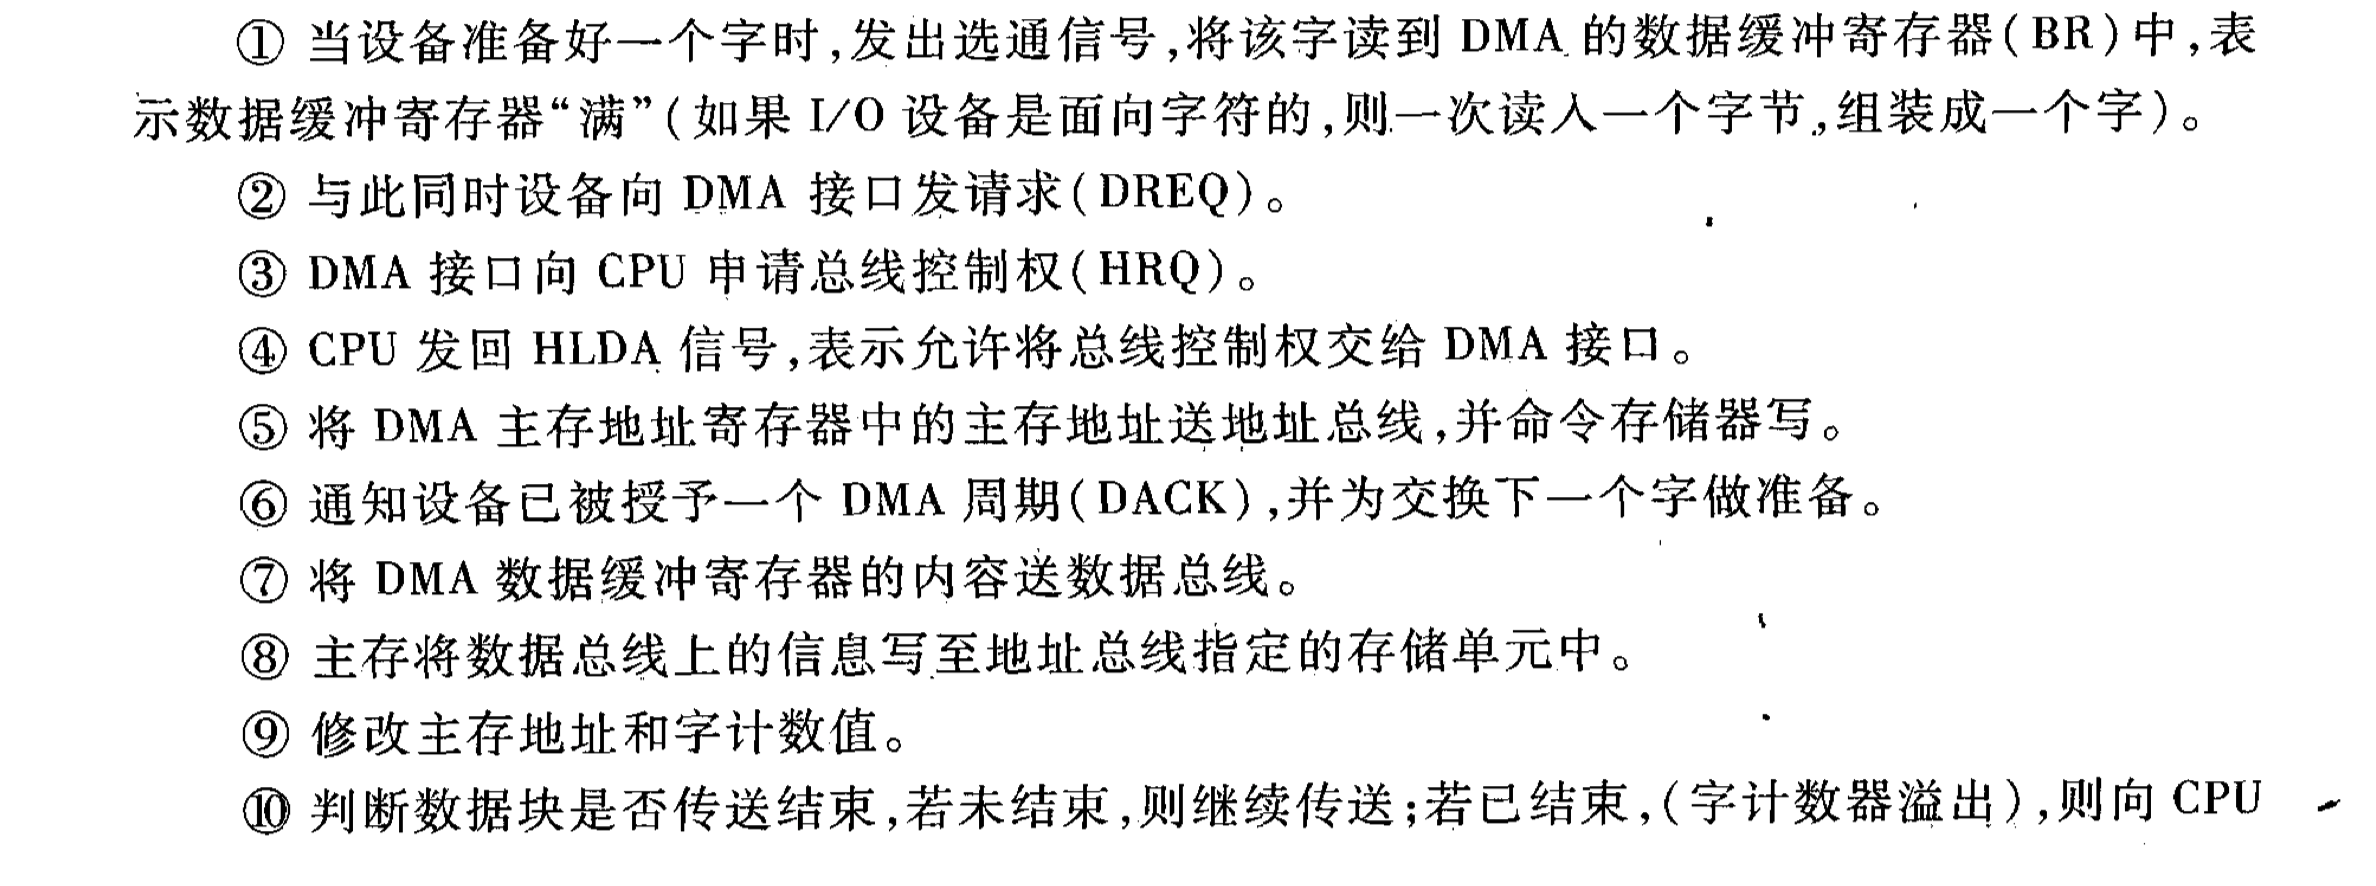 ① 当设备准备好一个字时,发出选通信号,将该字读到 DMA 的数据缓冲寄存器(BR)中,表
示数据缓冲寄存器“满”(如果 I/O 设备是面向字符的,则一次读入一个字节,组装成一个字)。
② 与此同时设备向 DMA 接口发请求(DREQ)。
③ DMA 接口向 CPU 申请总线控制权(HRQ)。
④ CPU 发回 HLDA 信号,表示允许将总线控制权交给 DMA 接口。
⑤ 将 DMA 主存地址寄存器中的主存地址送地址总线,并命令存储器写。
⑥ 通知设备已被授予一个 DMA 周期(DACK),并为交换下一个字做准备。
⑦ 将 DMA 数据缓冲寄存器的内容送数据总线。
⑧ 主存将数据总线上的信息写至地址总线指定的存储单元中。
⑨ 修改主存地址和字计数值。
⑩ 判断数据块是否传送结束,若未结束,则继续传送;若已结束,(字计数器溢出),则向 CPU